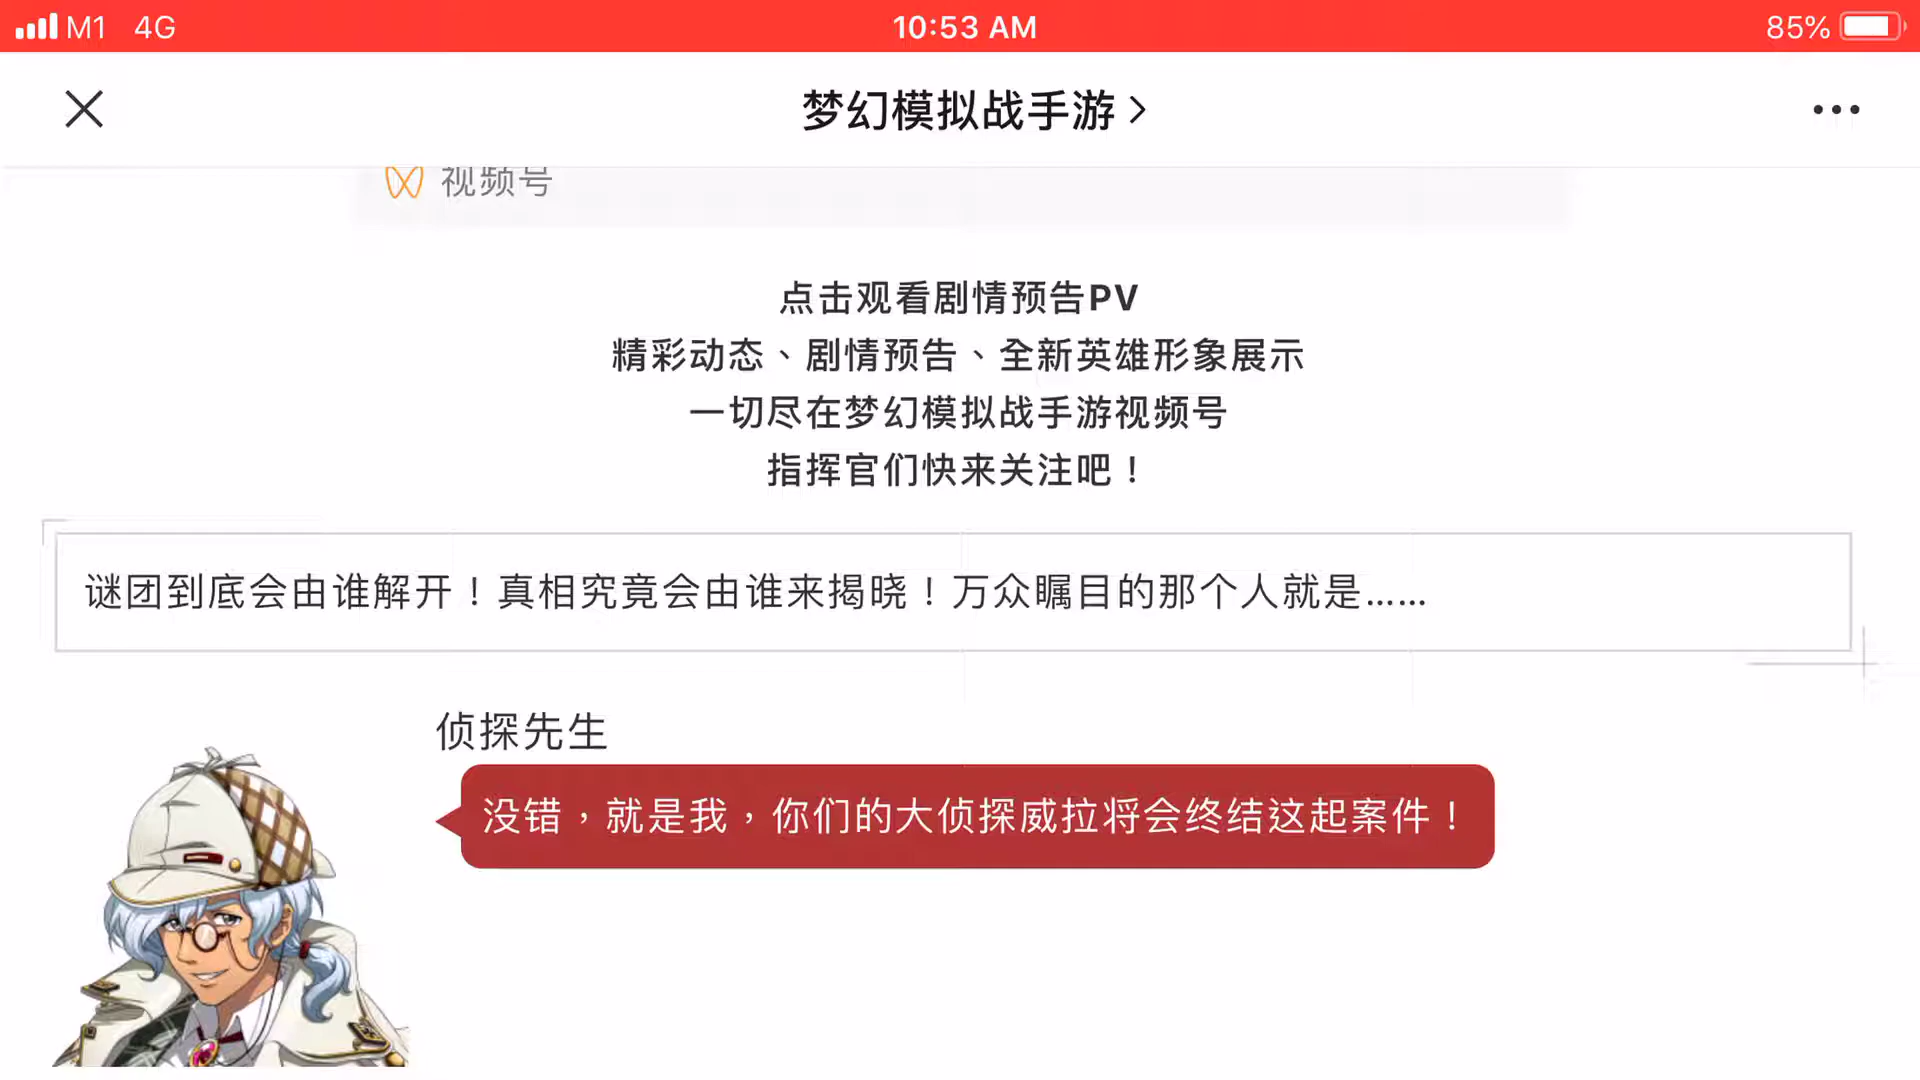 M1 4G 10:53 AM 85%
梦幻模拟战手游
视频号
点击观看剧情预告PV
精彩动态、剧情预告、全新英雄形象展示
一切尽在梦幻模拟战手游视频号
指挥官们快来关注吧！
谜团到底会由谁解开！真相究竟会由谁来揭晓！万众瞩目的那个人就是……
侦探先生
没错，就是我，你们的大侦探威拉将会终结这起案件！